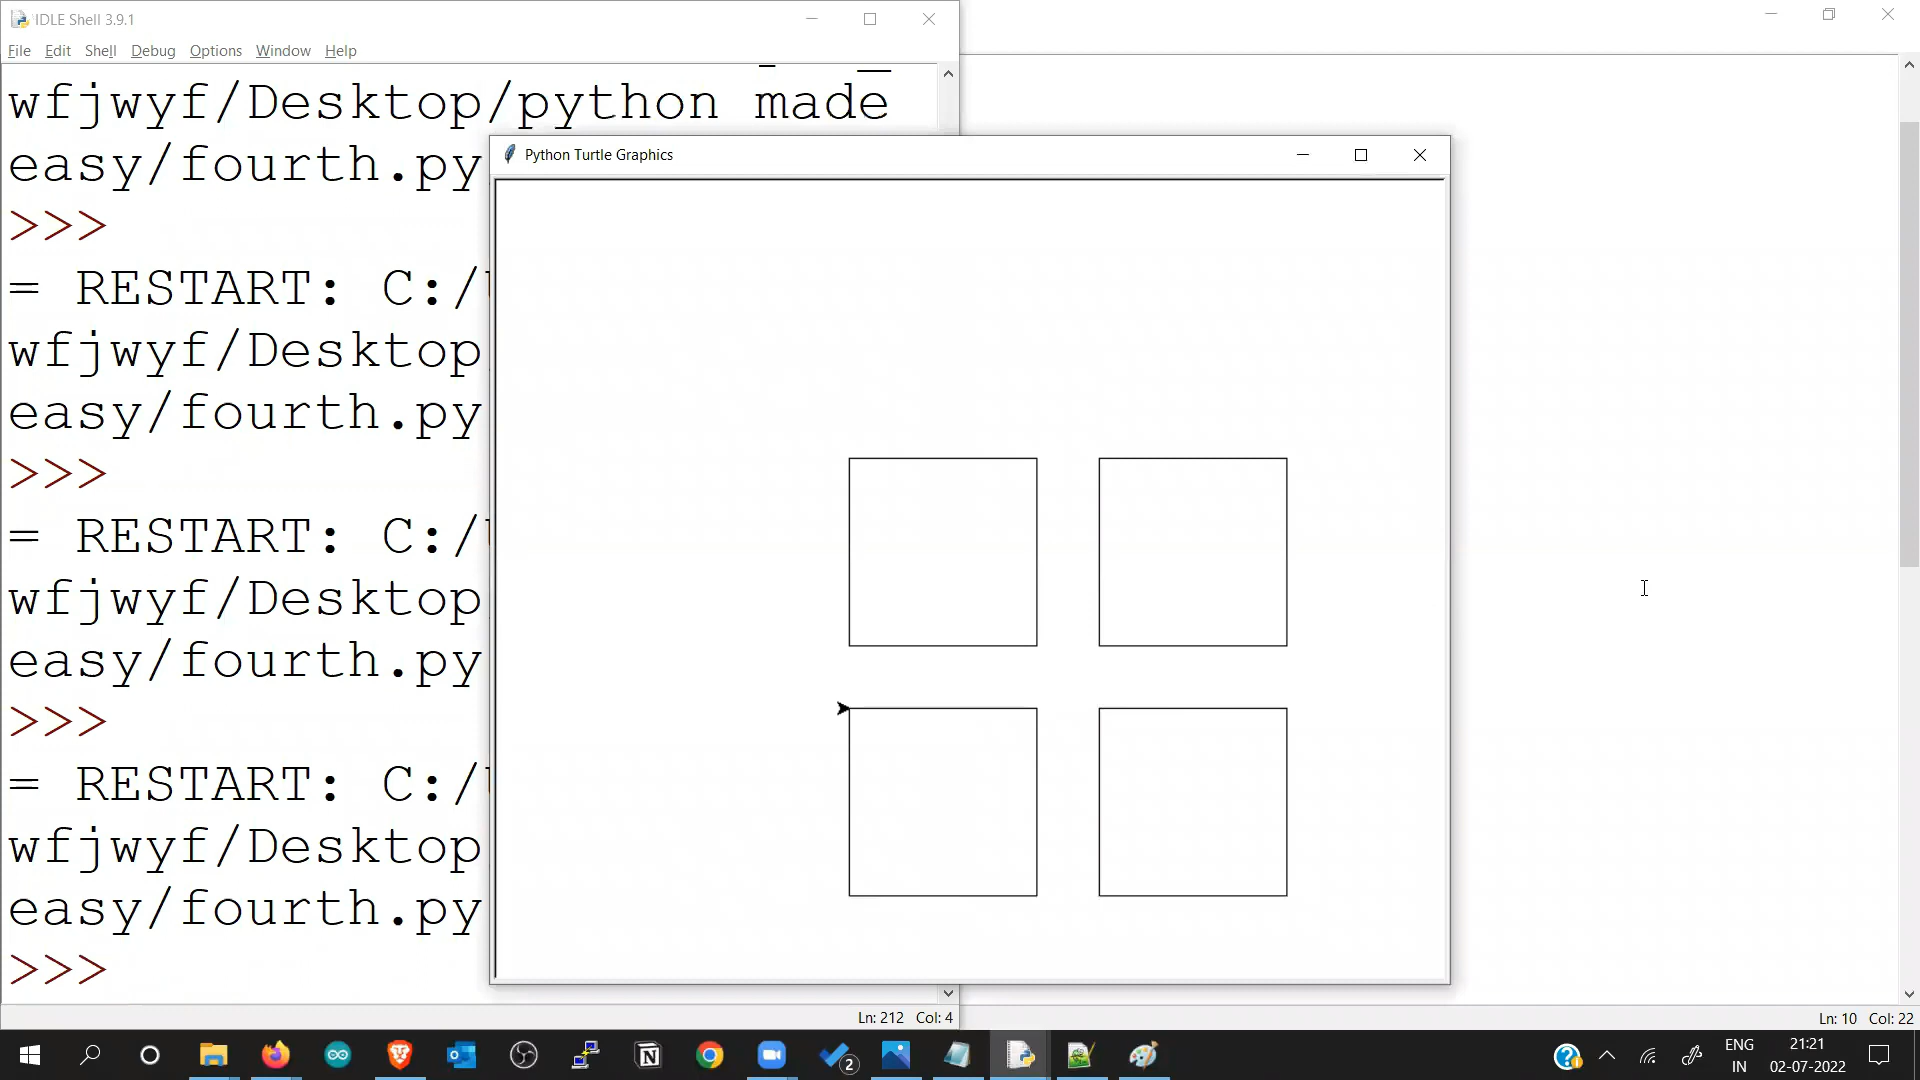 IDLE Shell 3.9.1
File Edit Shell Debug Options Window Help
wfjwyf/Desktop/python made
easy/fourth.py
>>>
= RESTART: C:/
wfjwyf/Desktop
easy/fourth.py
>>>
= RESTART: C:/
wfjwyf/Desktop
easy/fourth.py
>>>
= RESTART: C:/
wfjwyf/Desktop
easy/fourth.py
>>>
Python Turtle Graphics
Ln: 212 Col: 4
Ln: 10 Col: 22
2
ENG
IN
21:21
02-07-2022